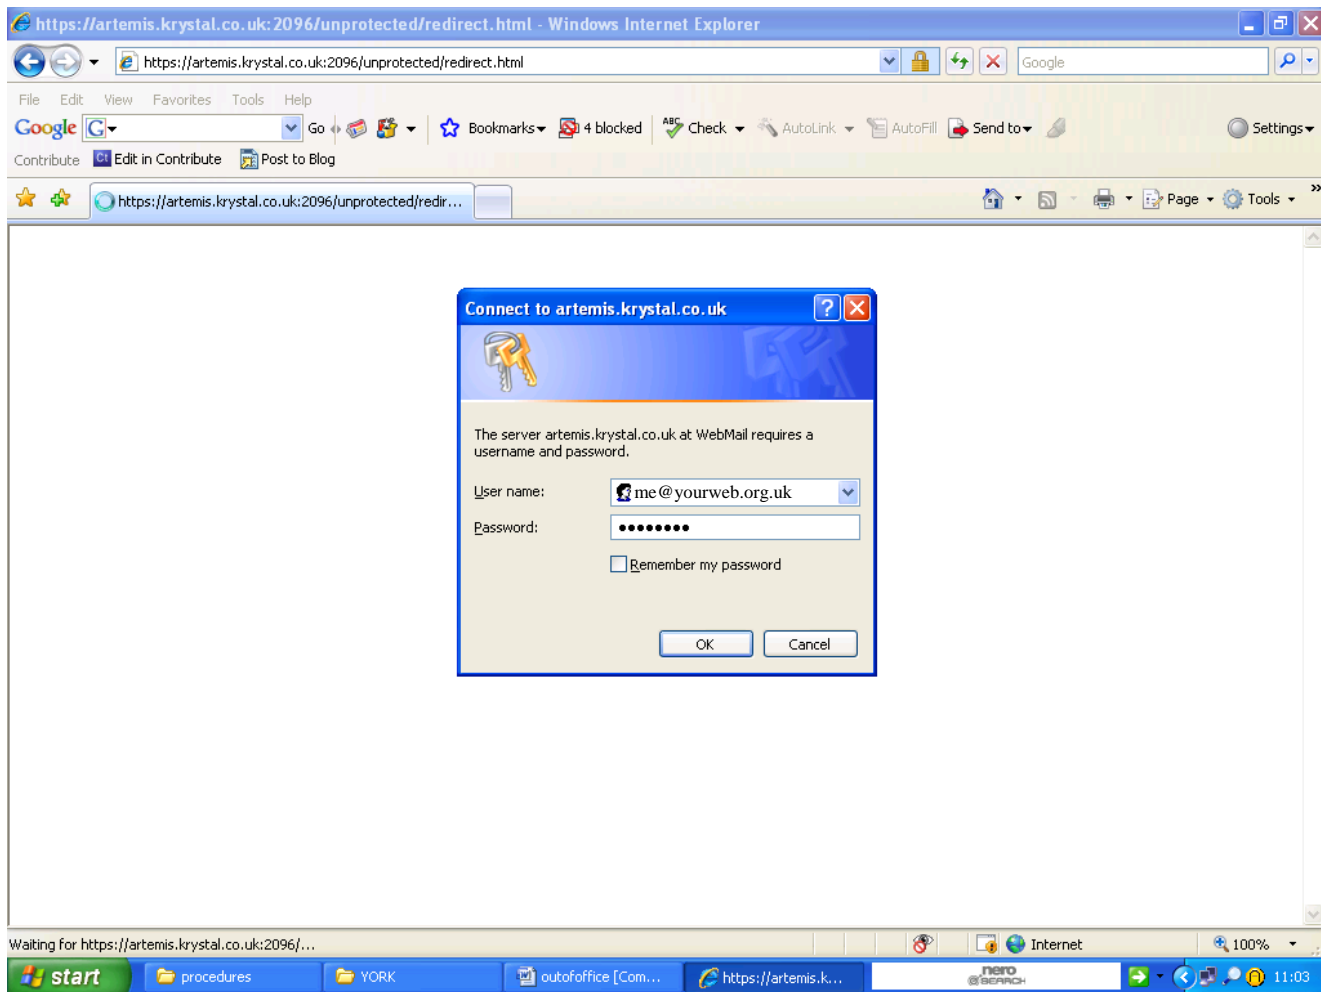 https://artemis.krystal.co.uk:2096/unprotected/redirect.html - Windows Internet Explorer
https://artemis.krystal.co.uk:2096/unprotected/redirect.html
Google
File Edit View Favorites Tools Help
Google G Go Bookmarks 4 blocked ABC Check AutoLink AutoFill Send to Settings
Contribute Ct Edit in Contribute Post to Blog
https://artemis.krystal.co.uk:2096/unprotected/redir... Page Tools »
Connect to artemis.krystal.co.uk ?
The server artemis.krystal.co.uk at WebMail requires a
username and password.
User name: me@yourweb.org.uk
Password: ••••••••
Remember my password
OK Cancel
Waiting for https://artemis.krystal.co.uk:2096/... Internet 100%
start procedures YORK outofoffice [Com... https://artemis.k... nero SEARCH 11:03